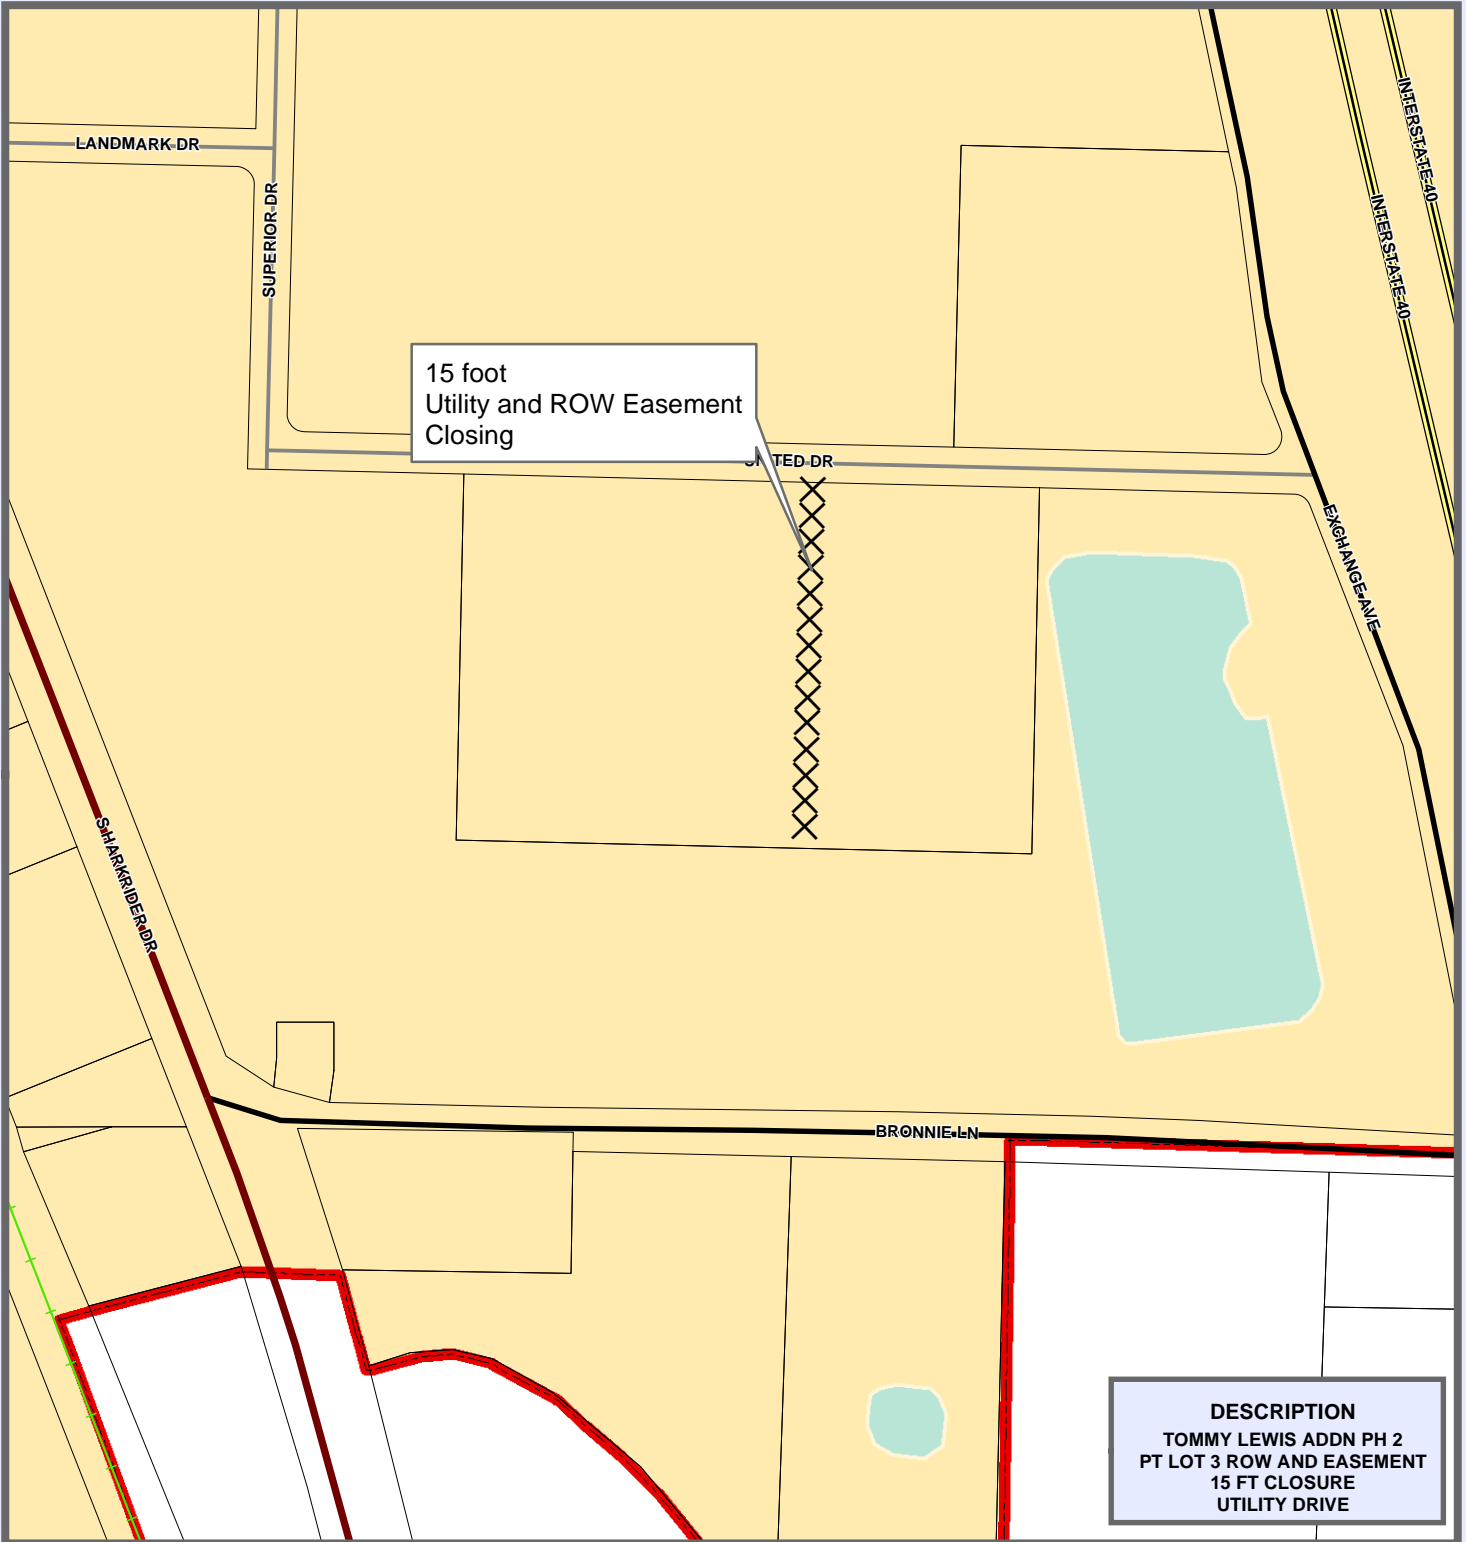 INTERSTATE 40
LANDMARK DR
SUPERIOR DR
INTERSTATE 40
15 foot
Utility and ROW Easement
Closing
UNITED DR
EXCHANGE AVE
S HARKRIDER DR
BRONNIE LN
DESCRIPTION
TOMMY LEWIS ADDN PH 2
PT LOT 3 ROW AND EASEMENT
15 FT CLOSURE
UTILITY DRIVE